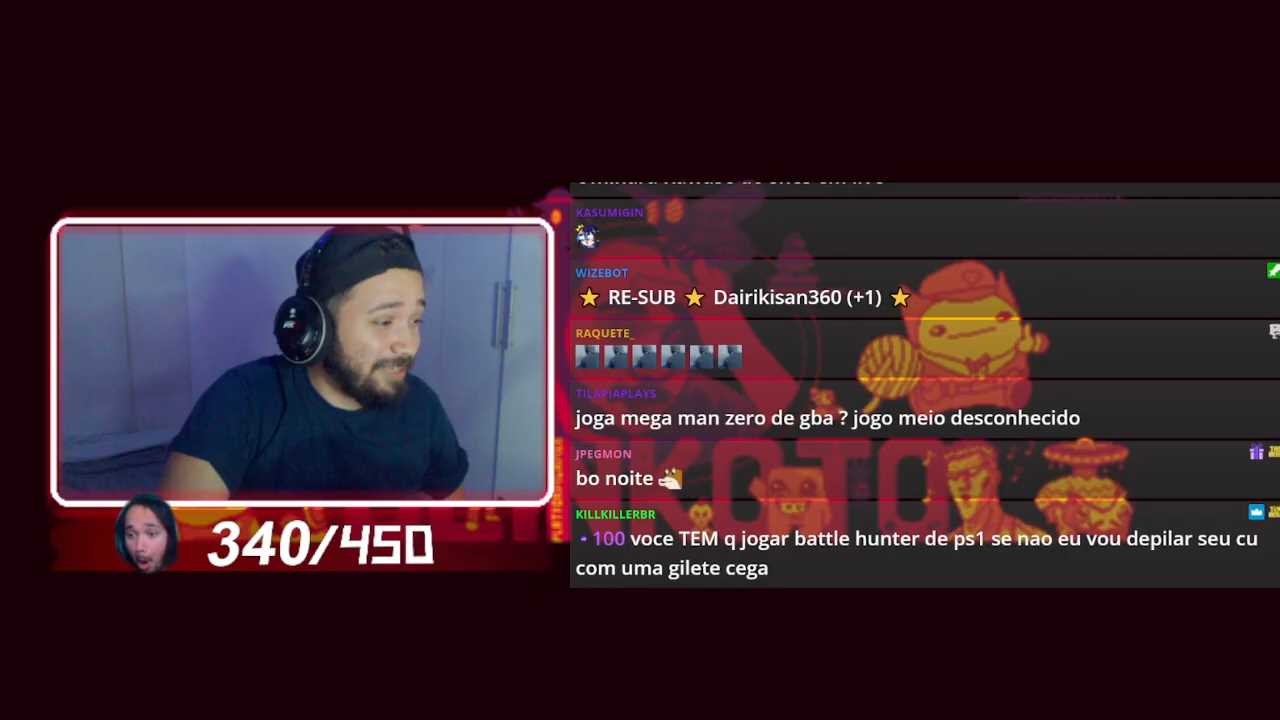 KASUMIGIN
WIZEBOT
RE-SUB Dairikisan360 (+1)
RAQUETE_
TILAPIAPLAYS
joga mega man zero de gba ? jogo meio desconhecido
JPEGMON
bo noite
KILLKILLERBR
100 voce TEM q jogar battle hunter de ps1 se nao eu vou depilar seu cu
com uma gilete cega
340/450